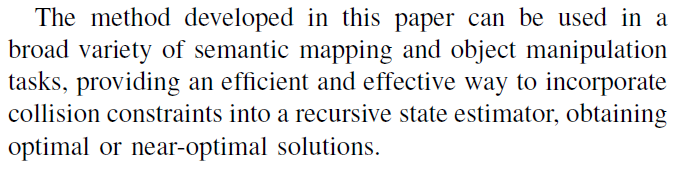 The method developed in this paper can be used in a
broad variety of semantic mapping and object manipulation
tasks, providing an efficient and effective way to incorporate
collision constraints into a recursive state estimator, obtaining
optimal or near-optimal solutions.